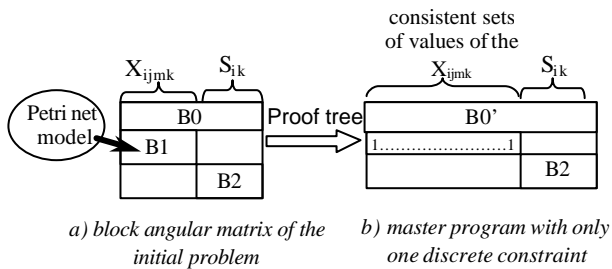 consistent sets
of values of the
X_ijmk
S_ik
X_ijmk
S_ik
Petri net
model
B0
B1
B2
Proof tree
B0'
1........................1
B2
a) block angular matrix of the
initial problem
b) master program with only
one discrete constraint